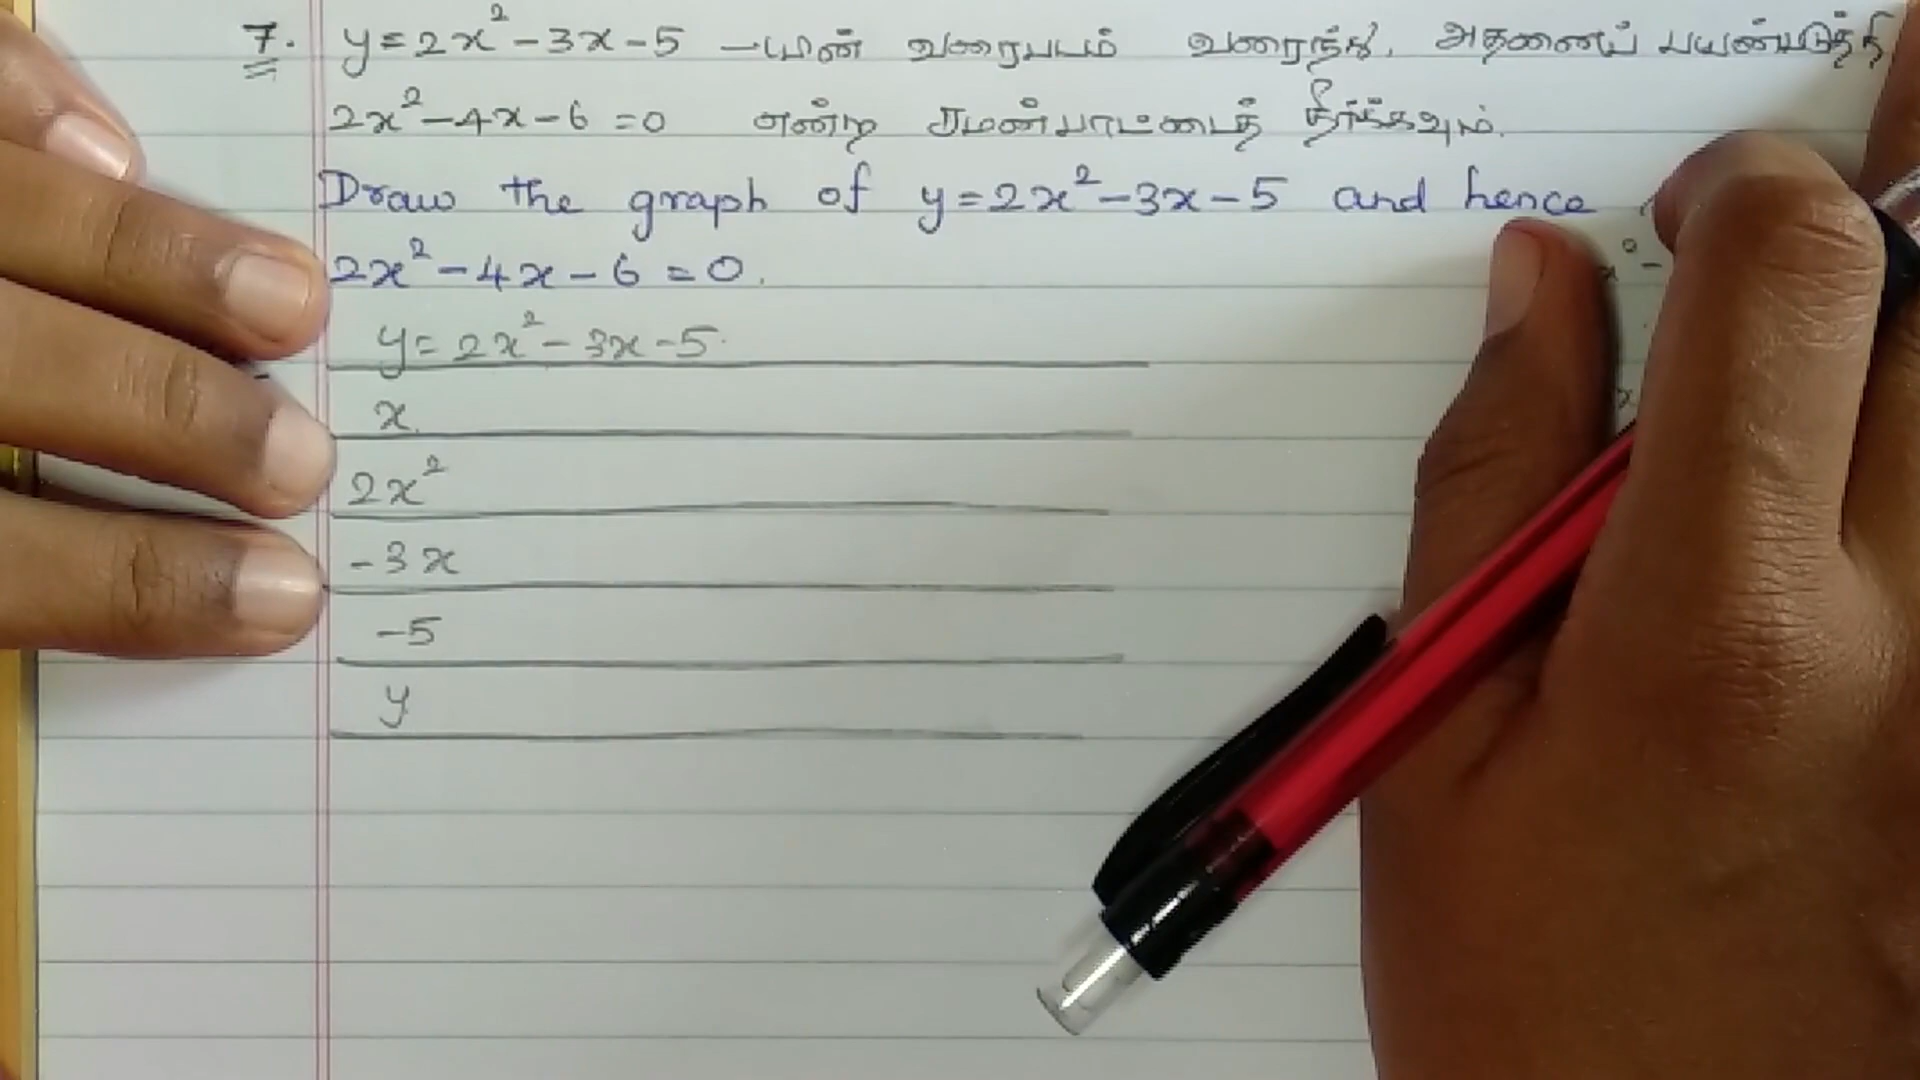 7. y=2x²-3x-5 -யின் வரைபடம் வரைந்து, அதனைப் பயன்படுத்தி
2x²-4x-6=0 என்ற சமன்பாட்டைத் தீர்க்கவும்.
Draw the graph of y=2x²-3x-5 and hence
2x²-4x-6=0.
y=2x²-3x-5.
x
2x²
-3x
-5
y